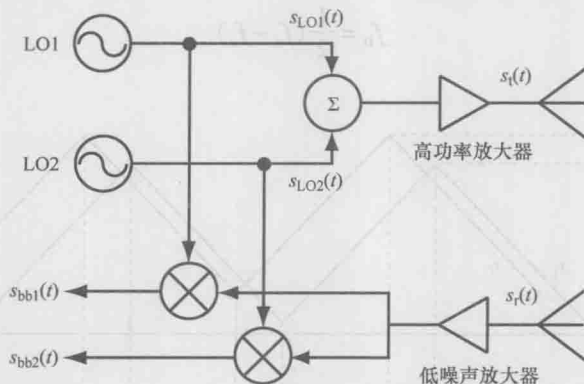 LO1
s_LO1(t)
Σ
s_t(t)
高功率放大器
LO2
s_LO2(t)
s_bb1(t)
s_r(t)
s_bb2(t)
低噪声放大器